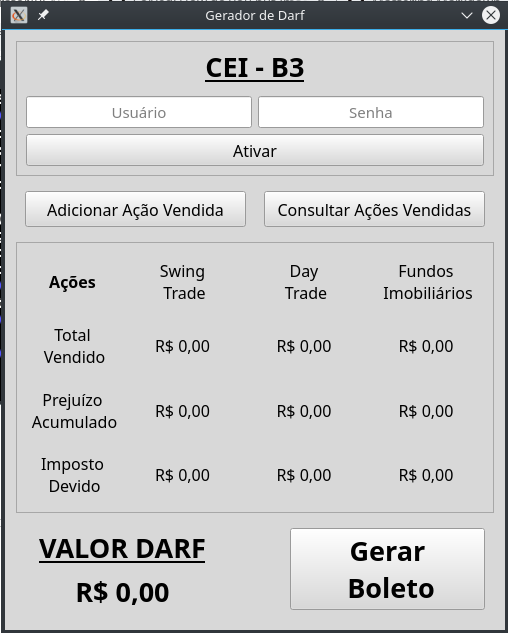 Gerador de Darf
CEI - B3
Usuário Senha
Ativar
Adicionar Ação Vendida Consultar Ações Vendidas
Ações Swing Trade Day Trade Fundos Imobiliários
Total Vendido R$ 0,00 R$ 0,00 R$ 0,00
Prejuízo Acumulado R$ 0,00 R$ 0,00 R$ 0,00
Imposto Devido R$ 0,00 R$ 0,00 R$ 0,00
VALOR DARF
R$ 0,00
Gerar
Boleto